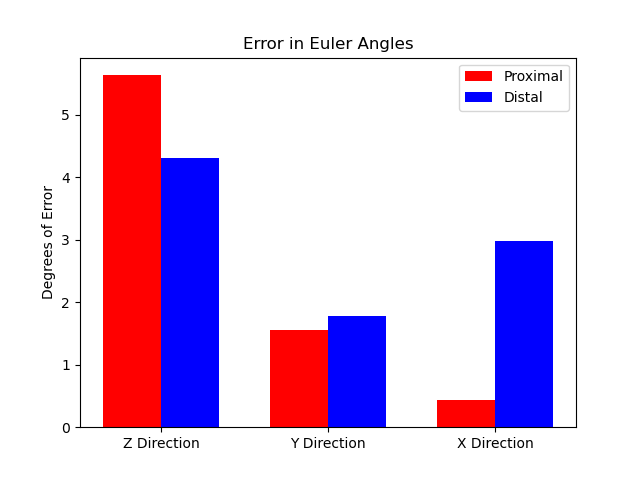 Error in Euler Angles
Proximal
Distal
Degrees of Error
5
4
3
2
1
0
Z Direction Y Direction X Direction